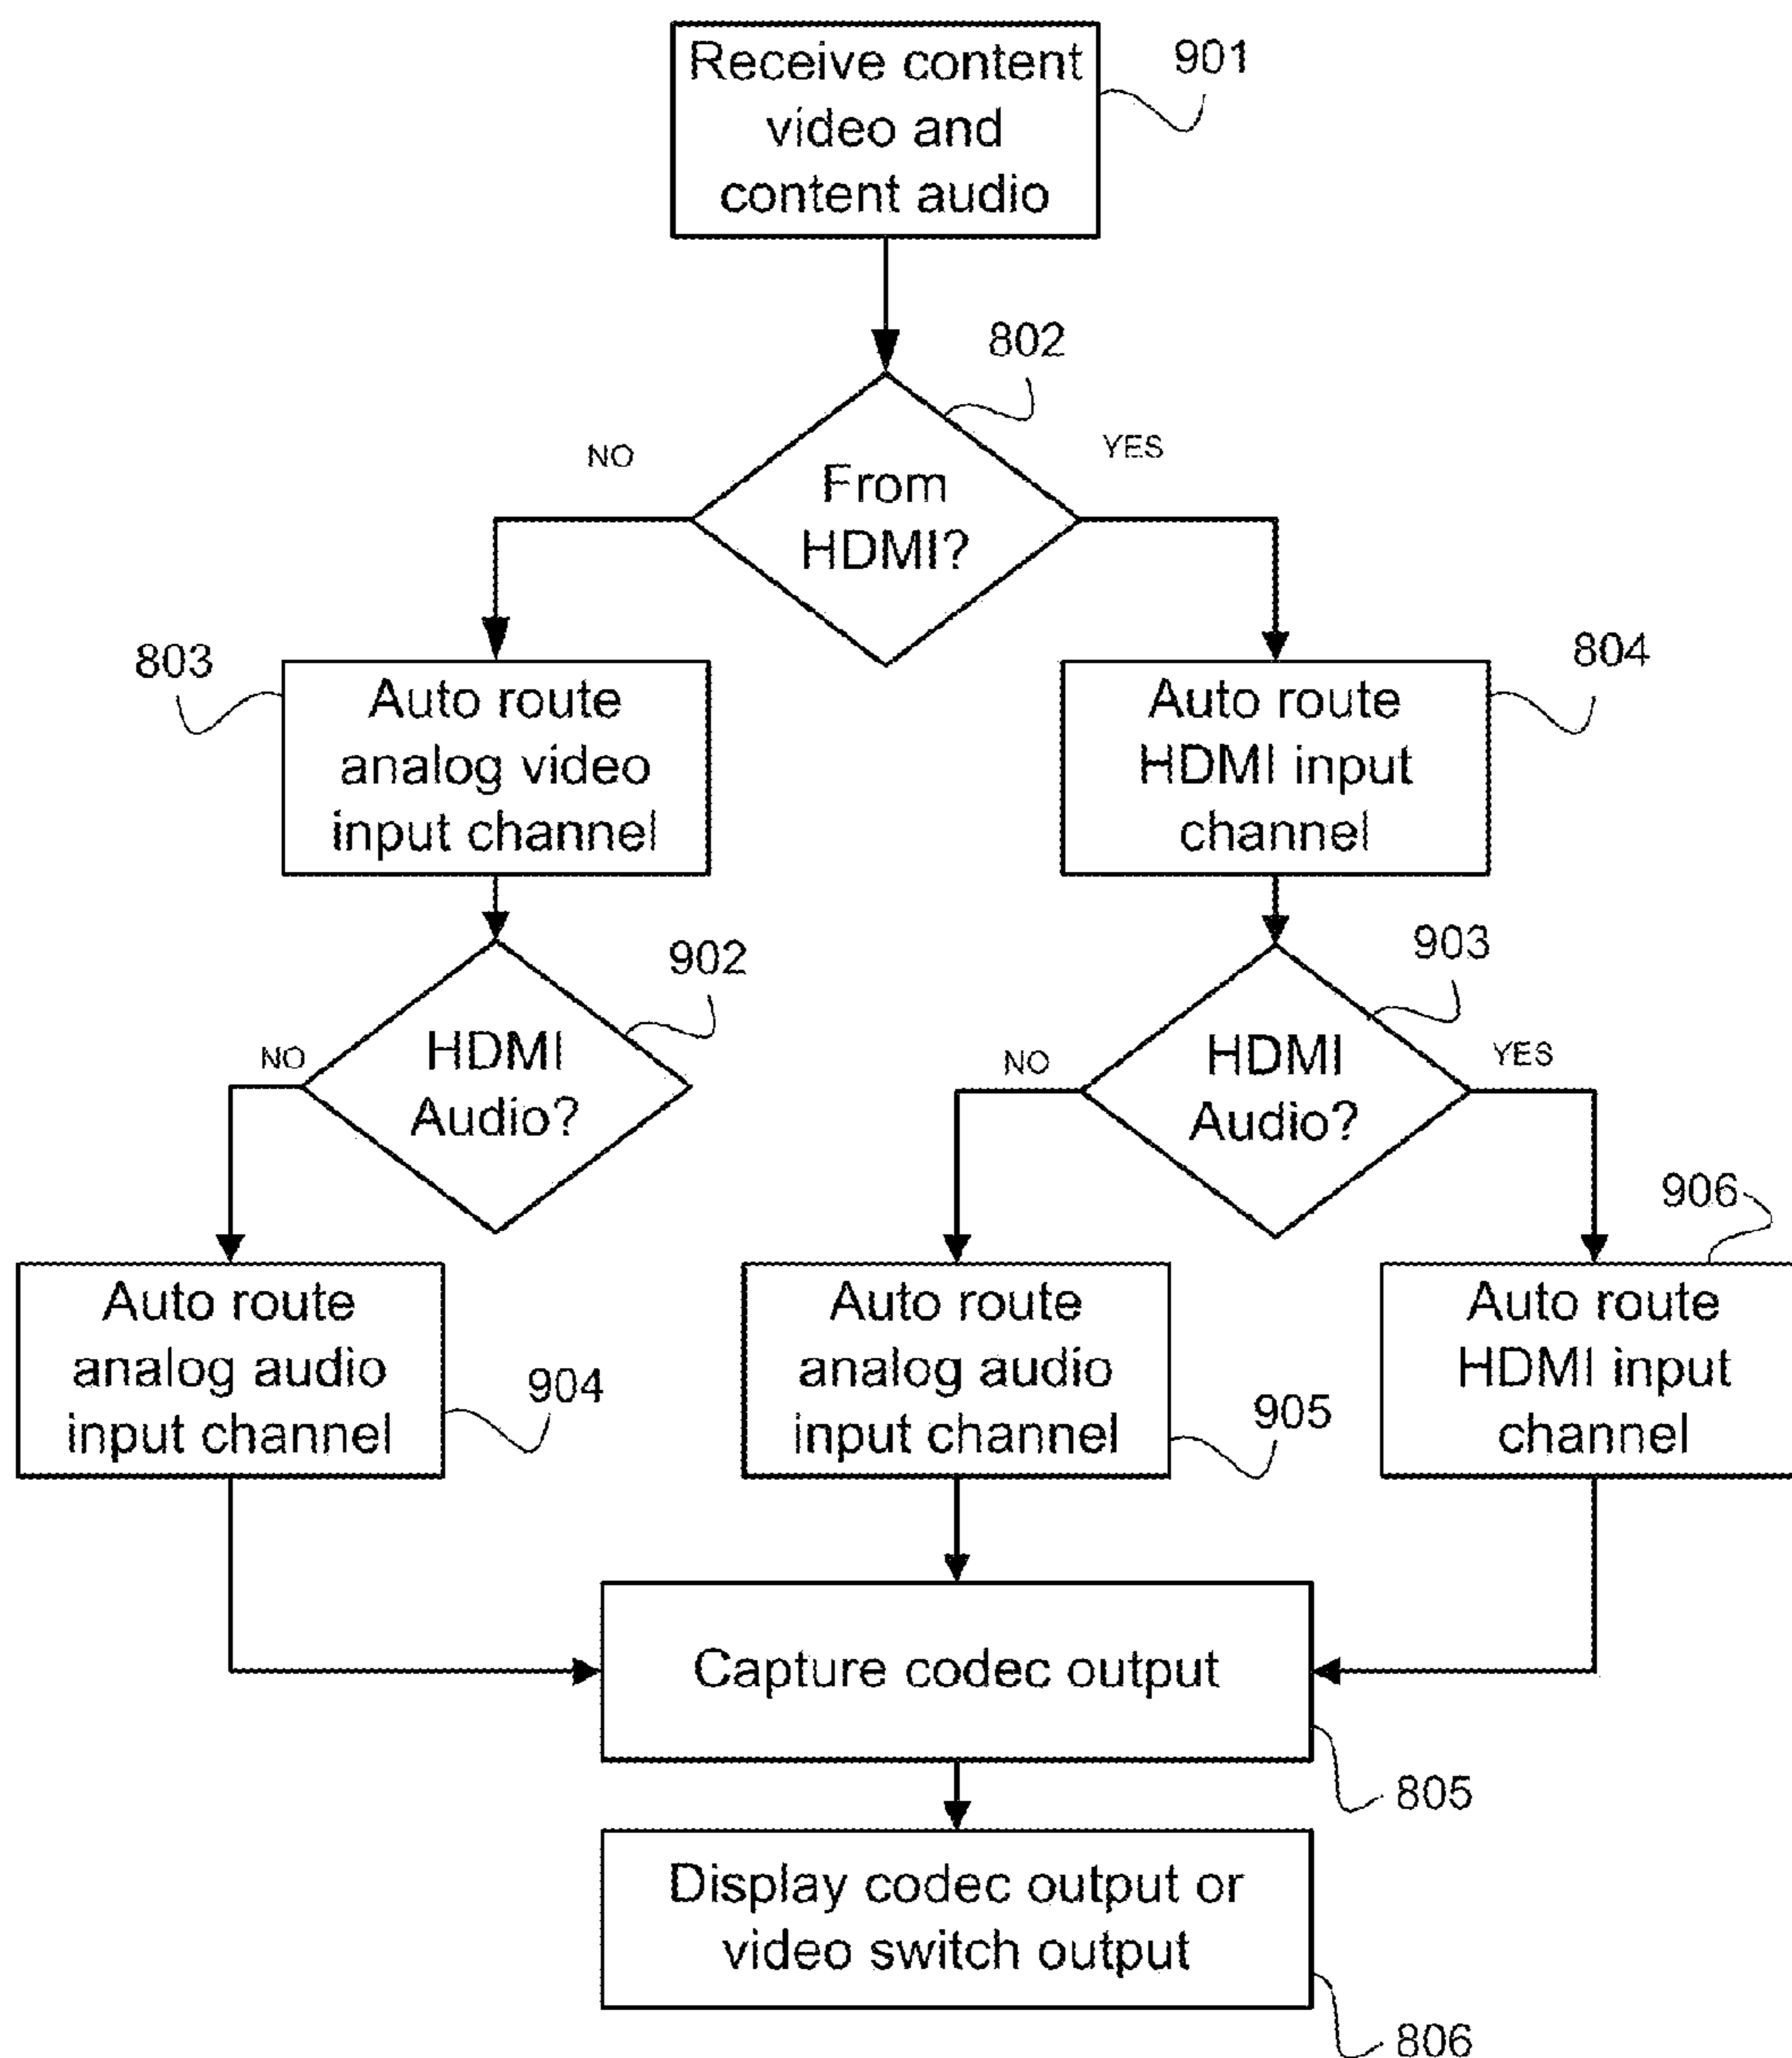 Receive content
video and
content audio
901
802
NO
YES
From
HDMI?
803
Auto route
analog video
input channel
804
Auto route
HDMI input
channel
902
NO
HDMI
Audio?
903
NO
YES
HDMI
Audio?
906
Auto route
analog audio
input channel
904
Auto route
analog audio
input channel
905
Auto route
HDMI input
channel
Capture codec output
805
Display codec output or
video switch output
806